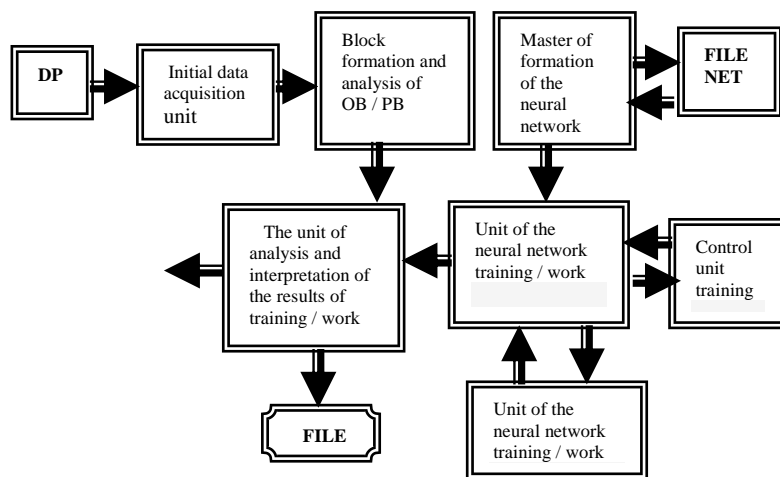 DP
Initial data
acquisition
unit
Block
formation and
analysis of
OB / PB
Master of
formation
of the
neural
network
FILE
NET
The unit of
analysis and
interpretation of
the results of
training / work
Unit of the
neural network
training / work
Control
unit
training
FILE
Unit of the
neural network
training / work